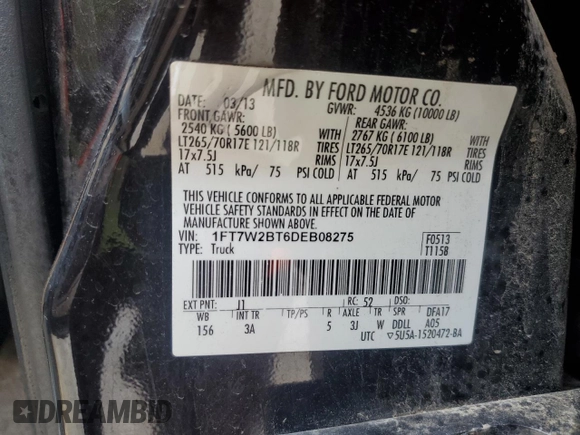 MFD. BY FORD MOTOR CO.
DATE: 03/13 GVWR: 4536 KG (10000 LB)
FRONT GAWR: REAR GAWR:
2540 KG ( 5600 LB) WITH 2767 KG ( 6100 LB) WITH
LT265/70R17E 121/118R TIRES LT265/70R17E 121/118R TIRES
17x7.5J RIMS 17x7.5J RIMS
AT 515 kPa/ 75 PSI COLD AT 515 kPa/ 75 PSI COLD
THIS VEHICLE CONFORMS TO ALL APPLICABLE FEDERAL MOTOR
VEHICLE SAFETY STANDARDS IN EFFECT ON THE DATE OF
MANUFACTURE SHOWN ABOVE.
VIN: 1FT7W2BT6DEB08275 F0513
TYPE: Truck T1158
EXT PNT: J1 RC: 52 DSO:
WB INT TR TP/PS R AXLE TR SPR DFA17
156 3A 5 3J W DDLL A05
UTC ▽5U5A-1520472-BA
DREAMBID